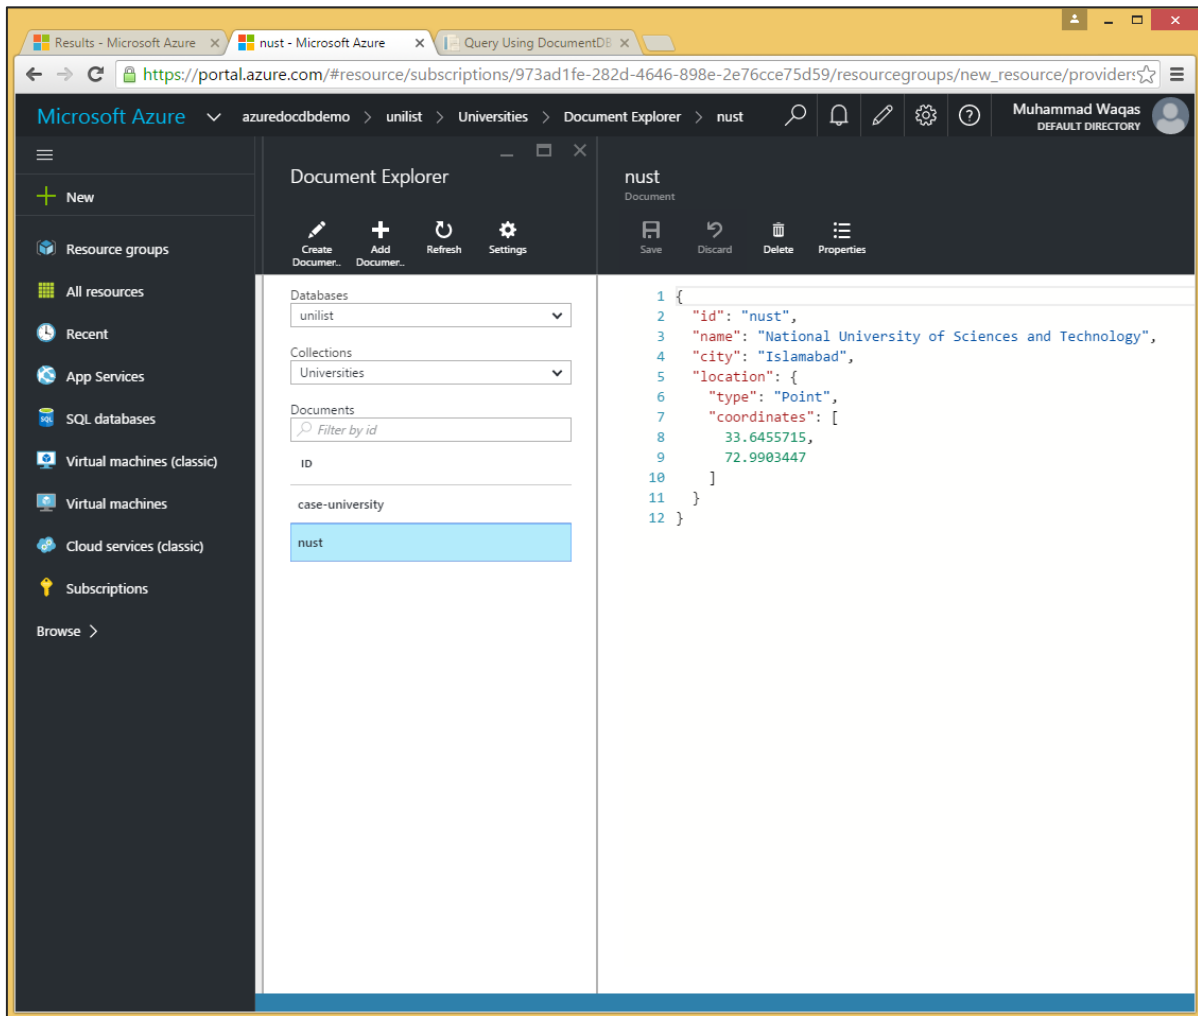 Results - Microsoft Azure
nust - Microsoft Azure
Query Using DocumentDB
https://portal.azure.com/#resource/subscriptions/973ad1fe-282d-4646-898e-2e76cce75d59/resourcegroups/new_resource/providers
Microsoft Azure azuredocdbdemo > unilist > Universities > Document Explorer > nust
Muhammad Waqas
DEFAULT DIRECTORY
New
Resource groups
All resources
Recent
App Services
SQL databases
Virtual machines (classic)
Virtual machines
Cloud services (classic)
Subscriptions
Browse >
Document Explorer
Create Documer..
Add Documer..
Refresh
Settings
Databases
unilist
Collections
Universities
Documents
Filter by id
ID
case-university
nust
nust
Document
Save
Discard
Delete
Properties
1 {
2 "id": "nust",
3 "name": "National University of Sciences and Technology",
4 "city": "Islamabad",
5 "location": {
6 "type": "Point",
7 "coordinates": [
8 33.6455715,
9 72.9903447
10 ]
11 }
12 }